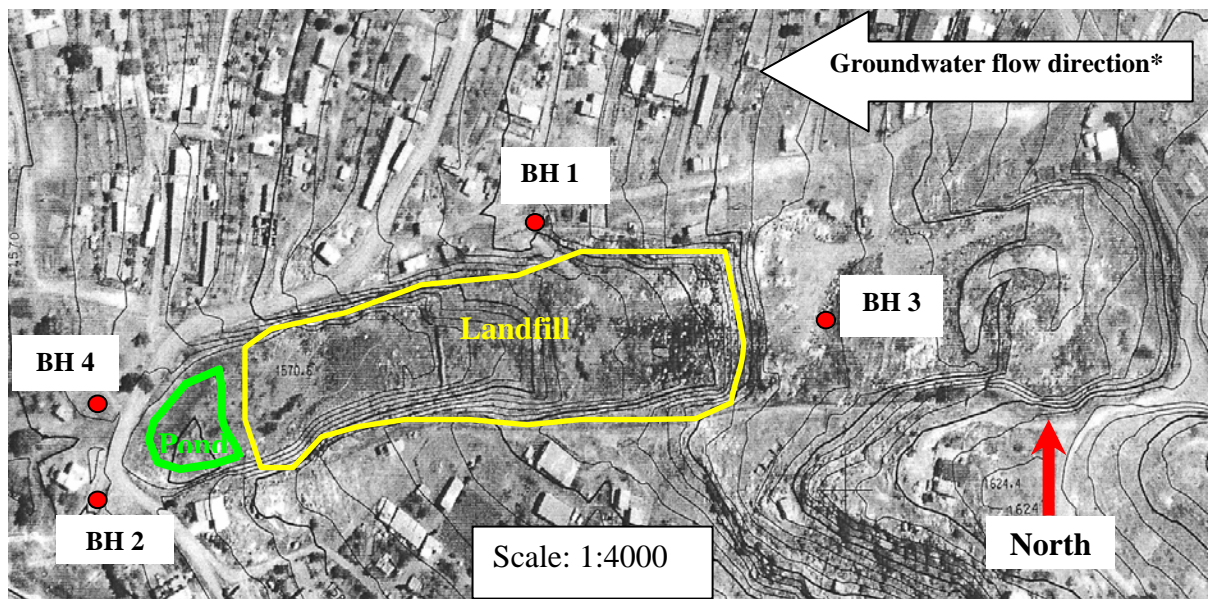 Groundwater flow direction*
BH 1
BH 3
Landfill
1570.6
BH 4
Pond
1570
BH 2
Scale: 1:4000
1624.4
1624
North